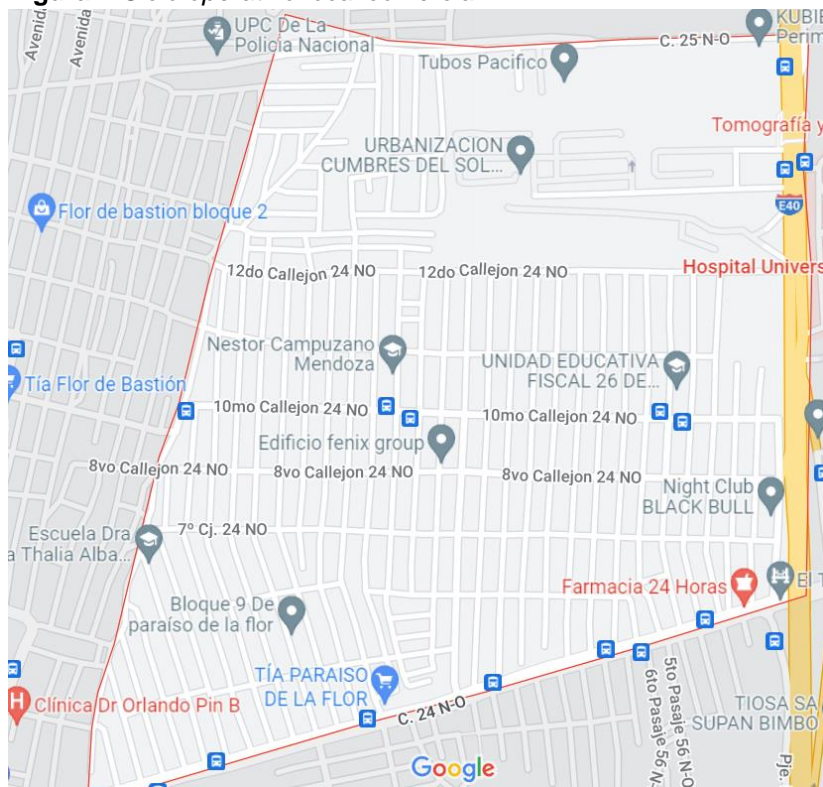 Avenida
Avenida
UPC De La
Policía Nacional
C. 25 N-O
KUBIE
Perim
Tubos Pacifico
Tomografía y
URBANIZACION
CUMBRES DEL SOL...
E40
Flor de bastion bloque 2
12do Callejon 24 NO
12do Callejon 24 NO
Hospital Univers
Nestor Campuzano
Mendoza
UNIDAD EDUCATIVA
FISCAL 26 DE...
Tía Flor de Bastión
10mo Callejon 24 NO
10mo Callejon 24 NO
Edificio fenix group
8vo Callejon 24 NO
8vo Callejon 24 NO
8vo Callejon 24 NO
Night Club
BLACK BULL
7° Cj. 24 NO
Escuela Dra
a Thalia Alba...
Farmacia 24 Horas
El T
Bloque 9 De
paraíso de la flor
TÍA PARAISO
DE LA FLOR
5to Pasaje 56 N-O
6to Pasaje 56 N-
H
Clínica Dr Orlando Pin B
C. 24 N-O
TIOSA SA
SUPAN BIMBO
Pje.
Google